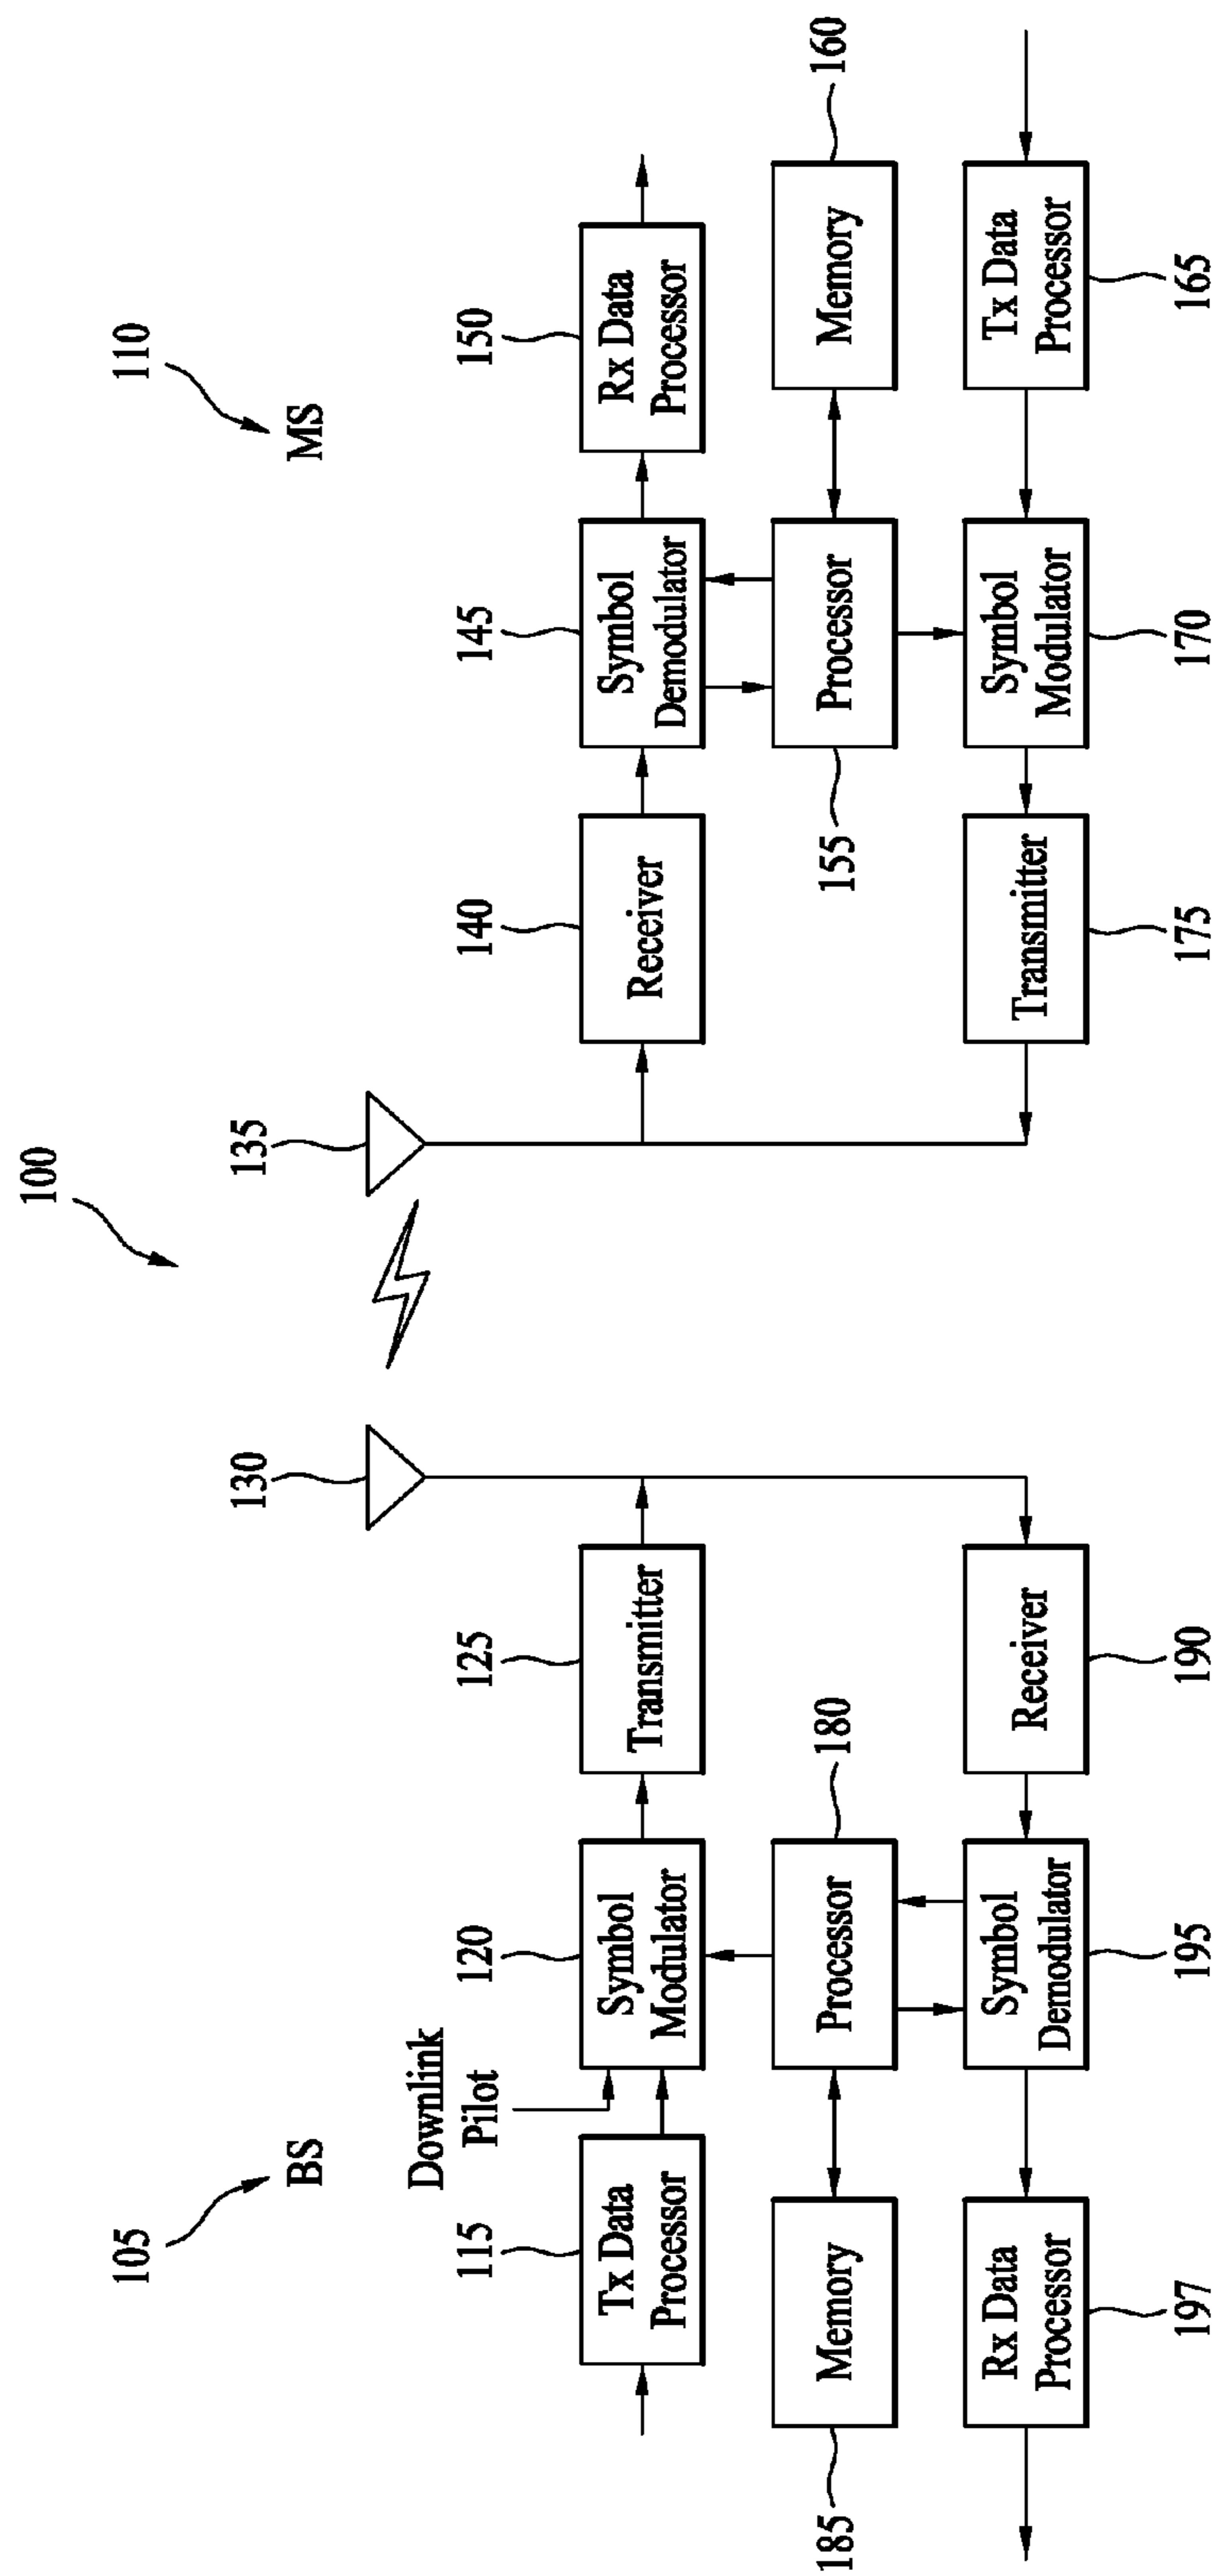 100
105
BS
110
MS
130
135
Downlink
Pilot
115
Tx Data
Processor
120
Symbol
Modulator
125
Transmitter
140
Receiver
145
Symbol
Demodulator
150
Rx Data
Processor
185
Memory
180
Processor
155
Processor
160
Memory
197
Rx Data
Processor
195
Symbol
Demodulator
190
Receiver
175
Transmitter
170
Symbol
Modulator
165
Tx Data
Processor